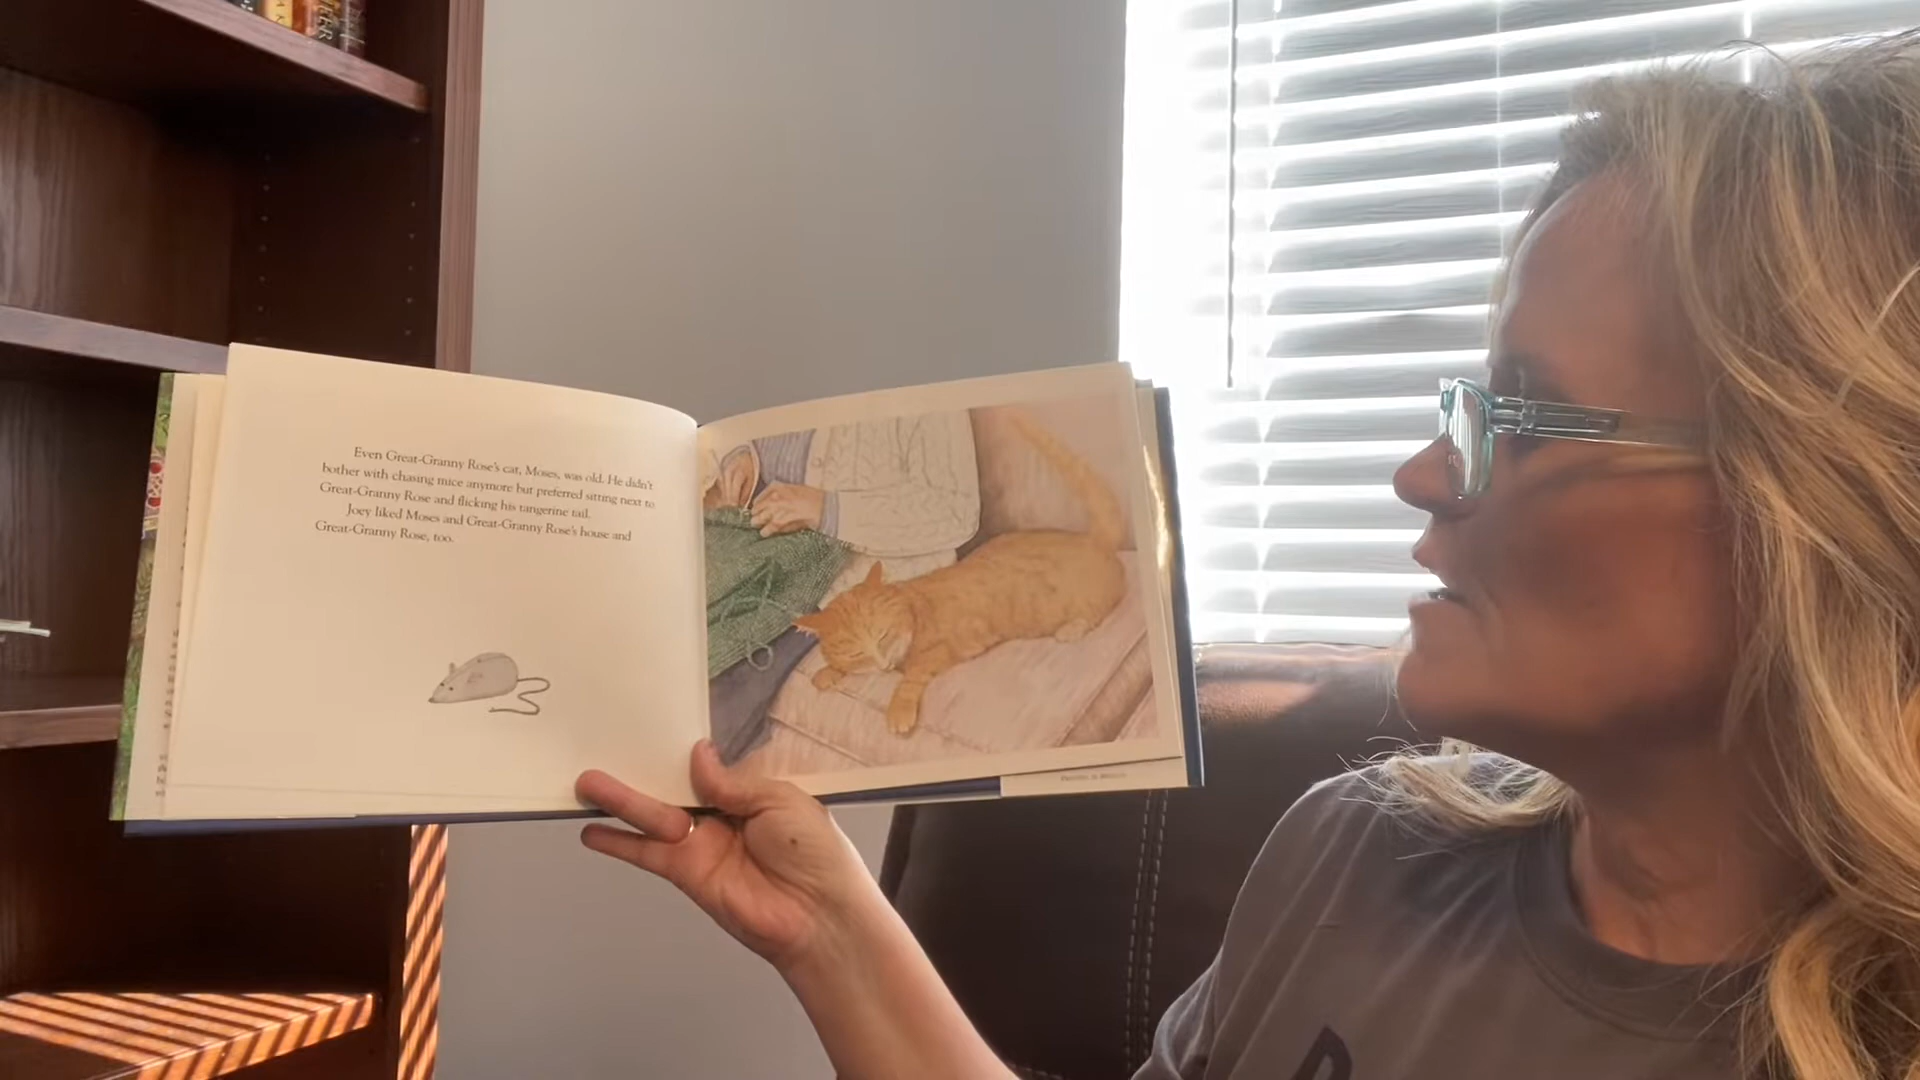 Even Great-Granny Rose's cat, Moses, was old. He didn't
bother with chasing mice anymore but preferred sitting next to
Great-Granny Rose and flicking his tangerine tail.
Joey liked Moses and Great-Granny Rose's house and
Great-Granny Rose, too.